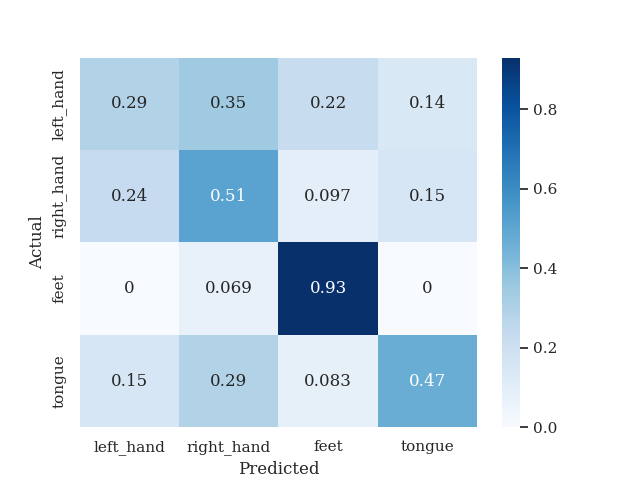 left_hand 0.29 0.35 0.22 0.14
right_hand 0.24 0.51 0.097 0.15
feet 0 0.069 0.93 0
tongue 0.15 0.29 0.083 0.47
left_hand right_hand feet tongue
Predicted
Actual
0.8
0.6
0.4
0.2
0.0